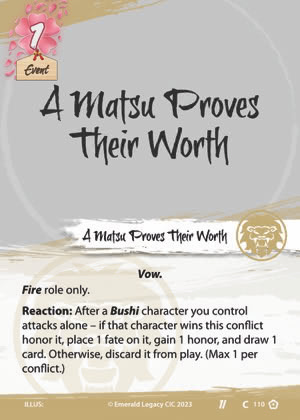 1
Event
A Matsu Proves
Their Worth
A Matsu Proves Their Worth
Vow.
Fire role only.
Reaction: After a Bushi character you control
attacks alone – if that character wins this conflict
honor it, place 1 fate on it, gain 1 honor, and draw 1
card. Otherwise, discard it from play. (Max 1 per
conflict.)
ILLUS:
© Emerald Legacy CIC 2023
C 110